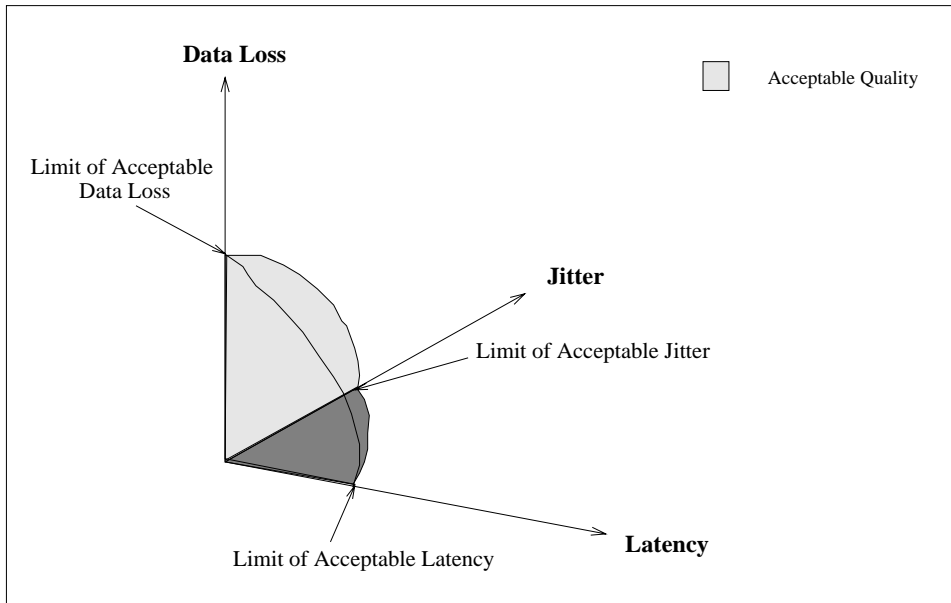 Data Loss
Acceptable Quality
Limit of Acceptable
Data Loss
Jitter
Limit of Acceptable Jitter
Latency
Limit of Acceptable Latency